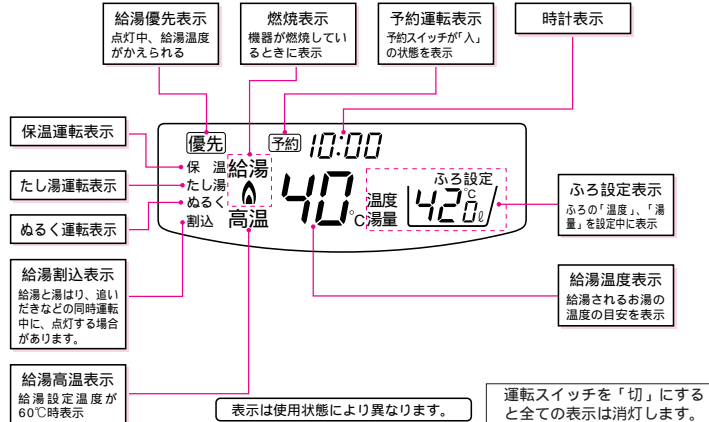 給湯優先表示
点灯中、給湯温度
がかえられる
燃焼表示
機器が燃焼してい
るときに表示
予約運転表示
予約スイッチが「入」
の状態を表示
時計表示
保温運転表示
たし湯運転表示
ぬるく運転表示
給湯割込表示
給湯と湯はり、追い
だきなどの同時運転
中に、点灯する場合
があります。
給湯高温表示
給湯設定温度が
60℃時表示
優先
予約 10:00
保温
たし湯
ぬるく
割込
給湯
高温
40℃
温度
湯量
ふろ設定
42℃
0ℓ
ふろ設定表示
ふろの「温度」、「湯
量」を設定中に表示
給湯温度表示
給湯されるお湯の
温度の目安を表示
表示は使用状態により異なります。
運転スイッチを「切」にする
と全ての表示は消灯します。